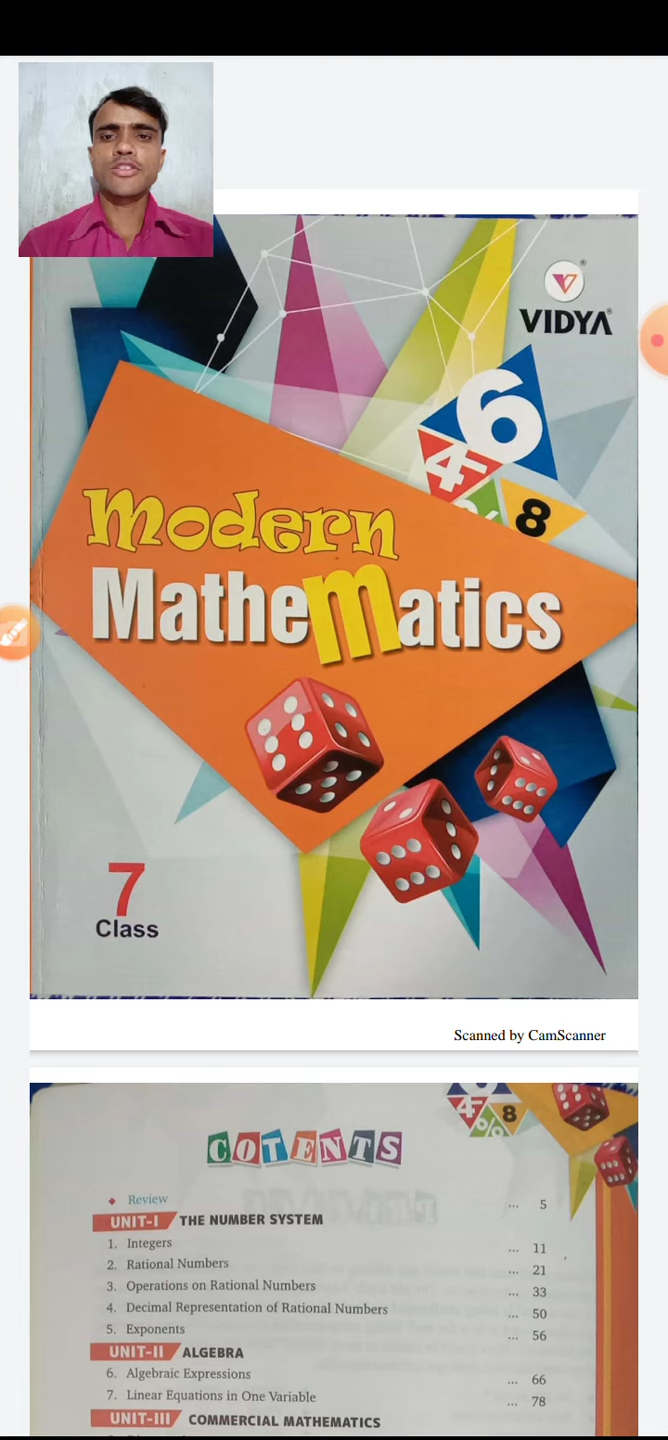 VIDYA
6
4
%
8
Modern
Mathematics
7
Class
Scanned by CamScanner
4
8
%
COTENTS
Review ... 5
UNIT-I THE NUMBER SYSTEM
1. Integers ... 11
2. Rational Numbers ... 21
3. Operations on Rational Numbers ... 33
4. Decimal Representation of Rational Numbers ... 50
5. Exponents ... 56
UNIT-II ALGEBRA
6. Algebraic Expressions ... 66
7. Linear Equations in One Variable ... 78
UNIT-III COMMERCIAL MATHEMATICS